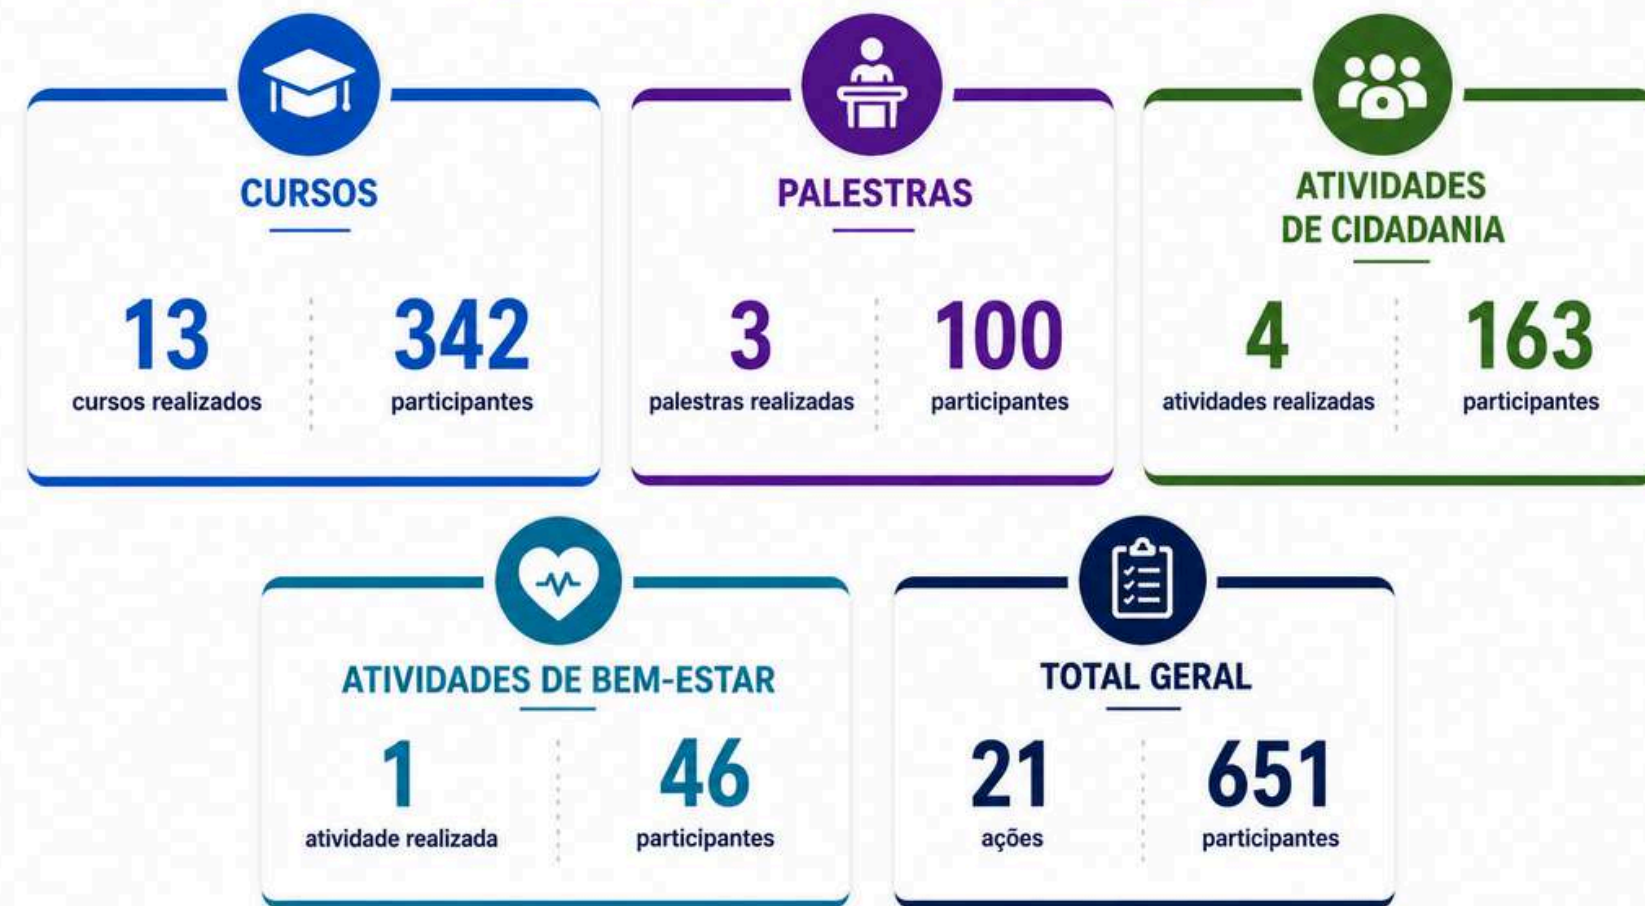 CURSOS
13
cursos realizados
342
participantes
PALESTRAS
3
palestras realizadas
100
participantes
ATIVIDADES
DE CIDADANIA
4
atividades realizadas
163
participantes
ATIVIDADES DE BEM-ESTAR
1
atividade realizada
46
participantes
TOTAL GERAL
21
ações
651
participantes